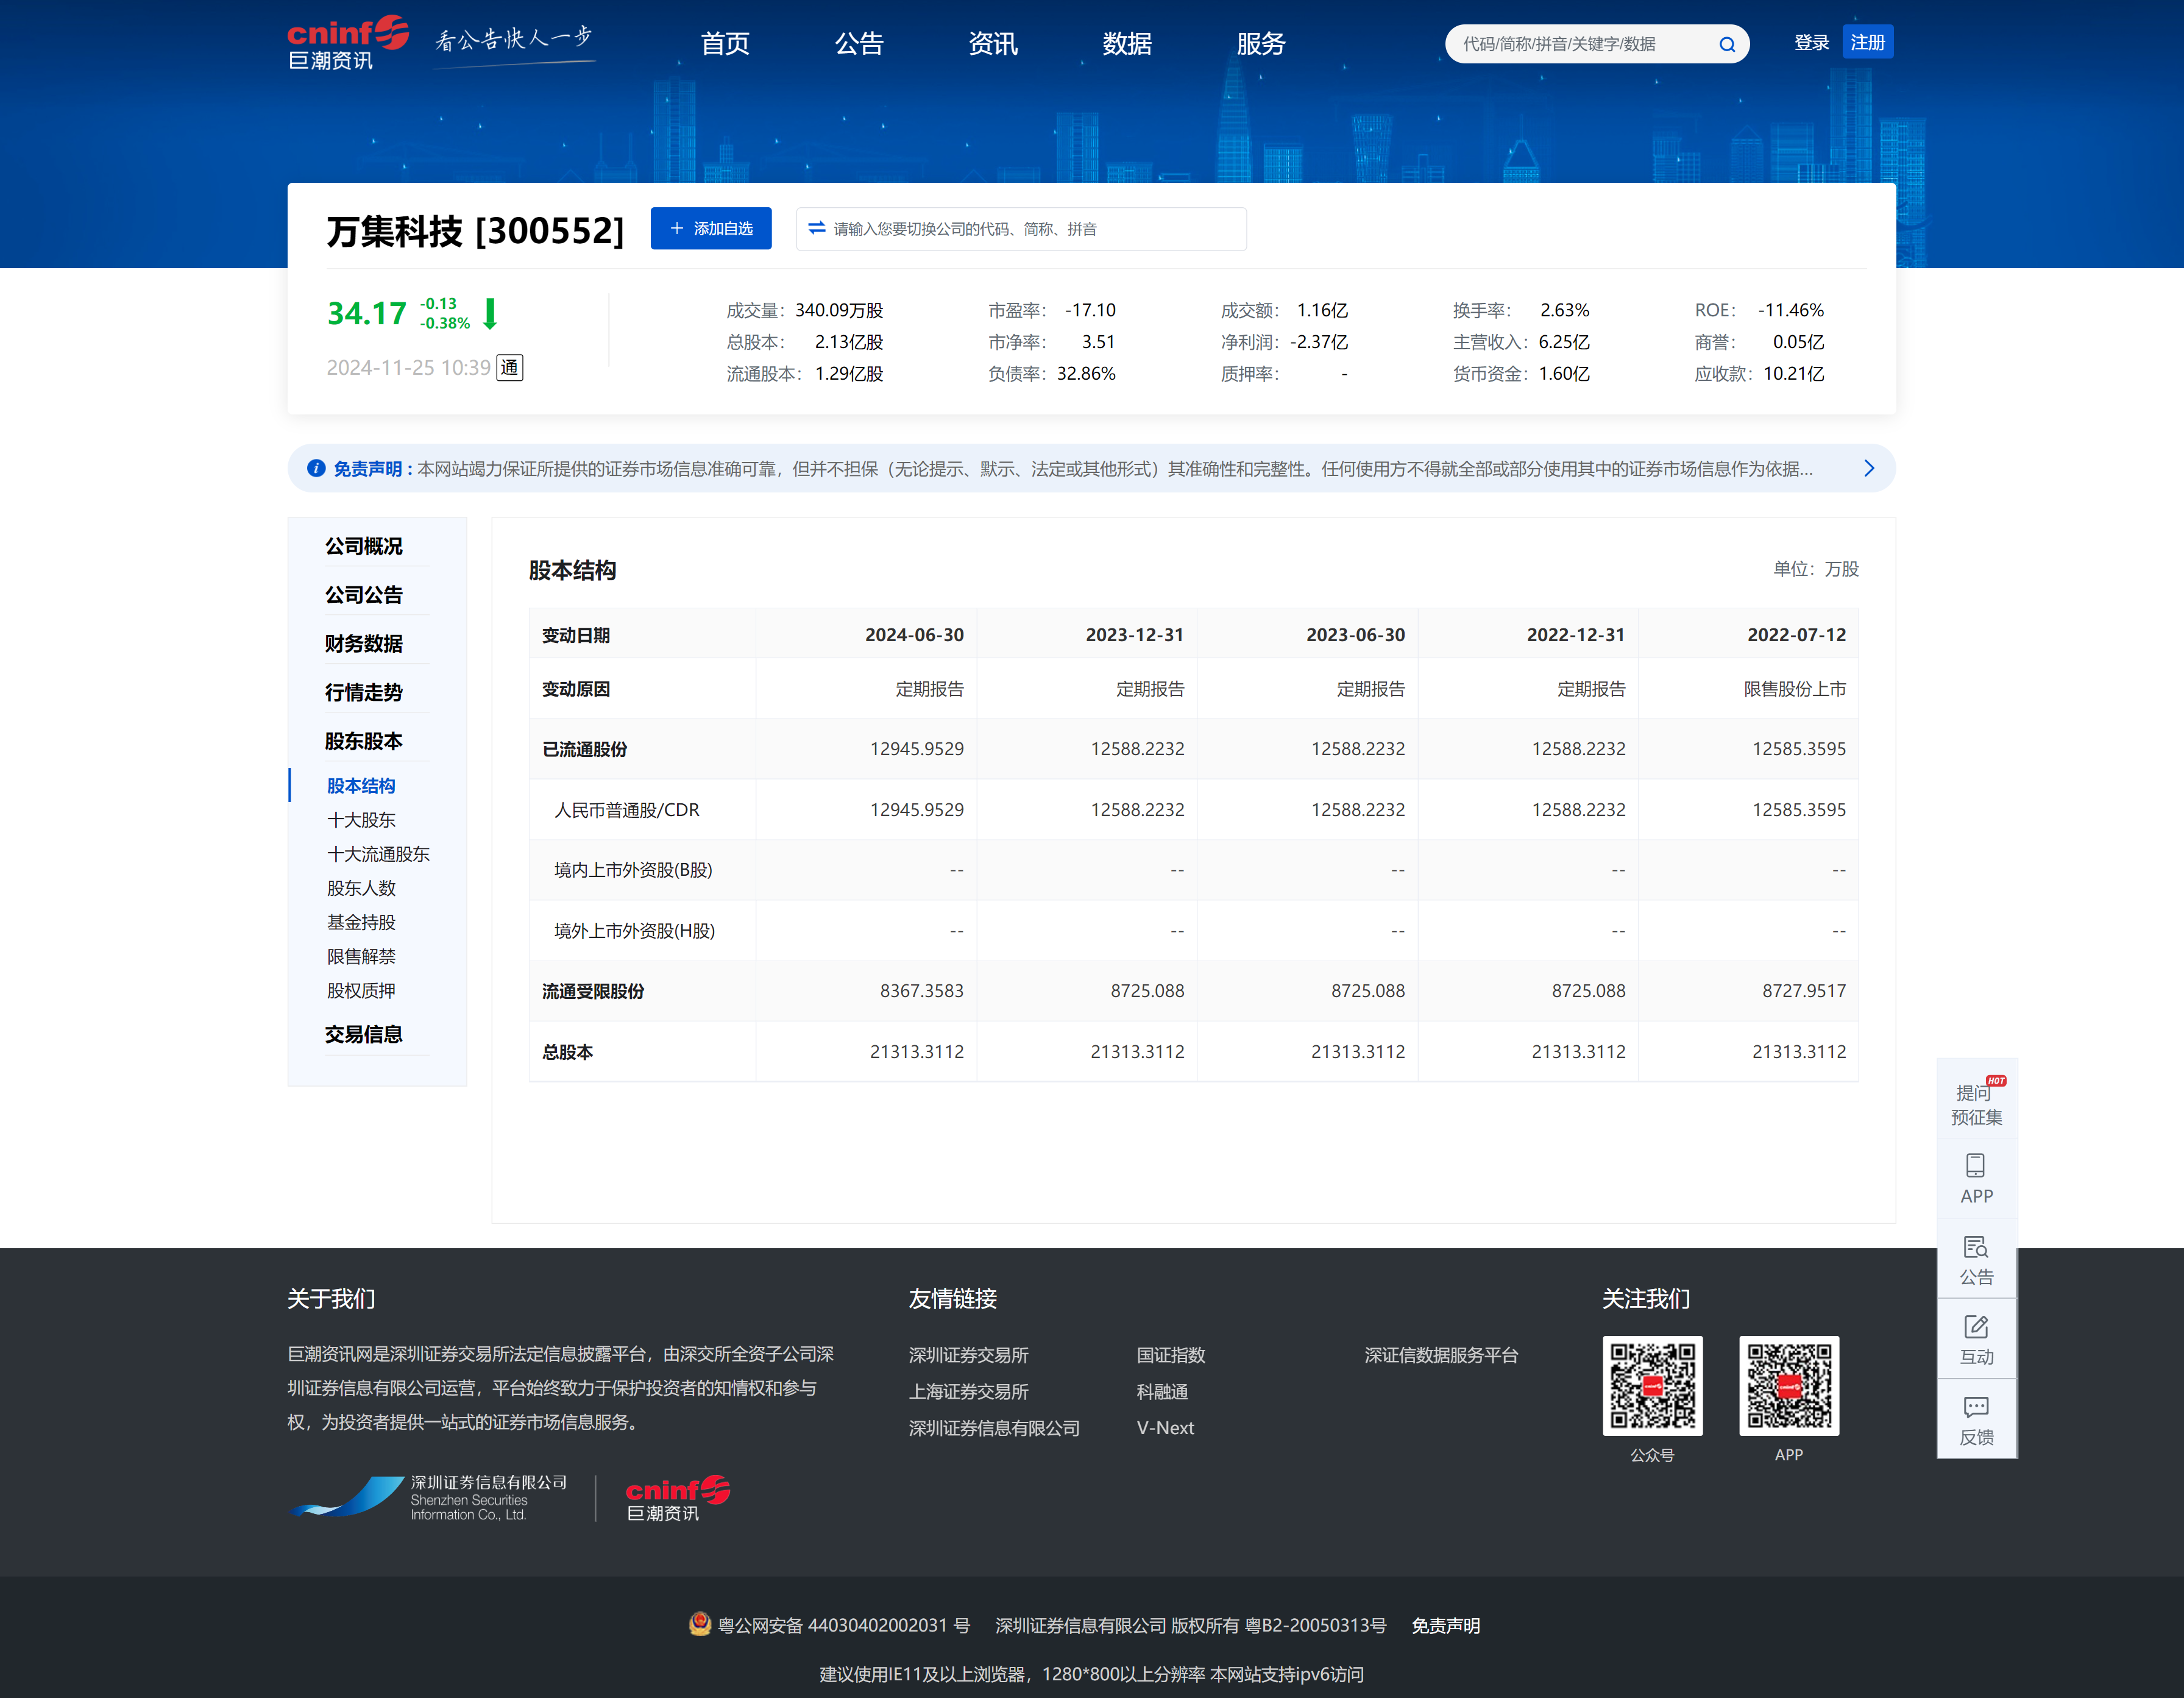 cninf 巨潮资讯 看公告快人一步 首页 公告 资讯 数据 服务 代码/简称/拼音/关键字/数据 登录 注册
万集科技 [300552] + 添加自选 请输入您要切换公司的代码、简称、拼音
34.17 -0.13 -0.38%
2024-11-25 10:39 通
成交量： 340.09万股 市盈率： -17.10 成交额： 1.16亿 换手率： 2.63% ROE： -11.46%
总股本： 2.13亿股 市净率： 3.51 净利润： -2.37亿 主营收入： 6.25亿 商誉： 0.05亿
流通股本： 1.29亿股 负债率： 32.86% 质押率： - 货币资金： 1.60亿 应收款： 10.21亿
免责声明：本网站竭力保证所提供的证券市场信息准确可靠，但并不担保（无论提示、默示、法定或其他形式）其准确性和完整性。任何使用方不得就全部或部分使用其中的证券市场信息作为依据...
公司概况
公司公告
财务数据
行情走势
股东股本
股本结构
十大股东
十大流通股东
股东人数
基金持股
限售解禁
股权质押
交易信息
股本结构 单位：万股
变动日期 2024-06-30 2023-12-31 2023-06-30 2022-12-31 2022-07-12
变动原因 定期报告 定期报告 定期报告 定期报告 限售股份上市
已流通股份 12945.9529 12588.2232 12588.2232 12588.2232 12585.3595
人民币普通股/CDR 12945.9529 12588.2232 12588.2232 12588.2232 12585.3595
境内上市外资股(B股) -- -- -- -- --
境外上市外资股(H股) -- -- -- -- --
流通受限股份 8367.3583 8725.088 8725.088 8725.088 8727.9517
总股本 21313.3112 21313.3112 21313.3112 21313.3112 21313.3112
提问 HOT
预征集
APP
公告
互动
反馈
关于我们
巨潮资讯网是深圳证券交易所法定信息披露平台，由深交所全资子公司深
圳证券信息有限公司运营，平台始终致力于保护投资者的知情权和参与
权，为投资者提供一站式的证券市场信息服务。
深圳证券信息有限公司
Shenzhen Securities
Information Co., Ltd.
cninf
巨潮资讯
友情链接
深圳证券交易所 国证指数 深证信数据服务平台
上海证券交易所 科融通
深圳证券信息有限公司 V-Next
关注我们
公众号 APP
粤公网安备 44030402002031 号 深圳证券信息有限公司 版权所有 粤B2-20050313号 免责声明
建议使用IE11及以上浏览器，1280*800以上分辨率 本网站支持ipv6访问